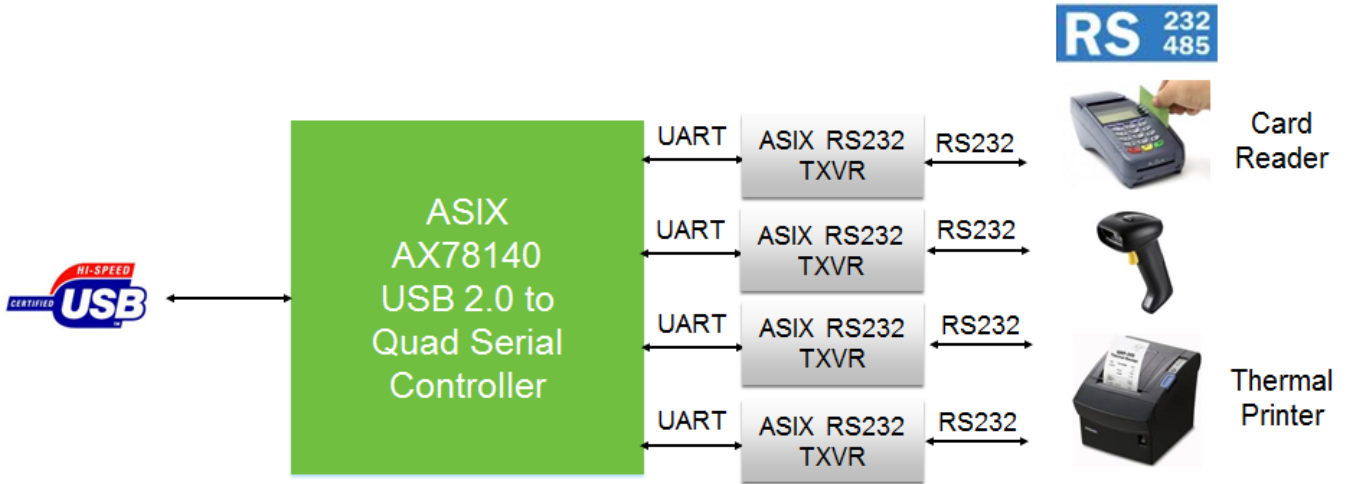 RS 232
485
Card
Reader
UART
ASIX RS232
TXVR
RS232
ASIX
AX78140
USB 2.0 to
Quad Serial
Controller
HI-SPEED
CERTIFIED USB
UART
ASIX RS232
TXVR
RS232
UART
ASIX RS232
TXVR
RS232
Thermal
Printer
UART
ASIX RS232
TXVR
RS232